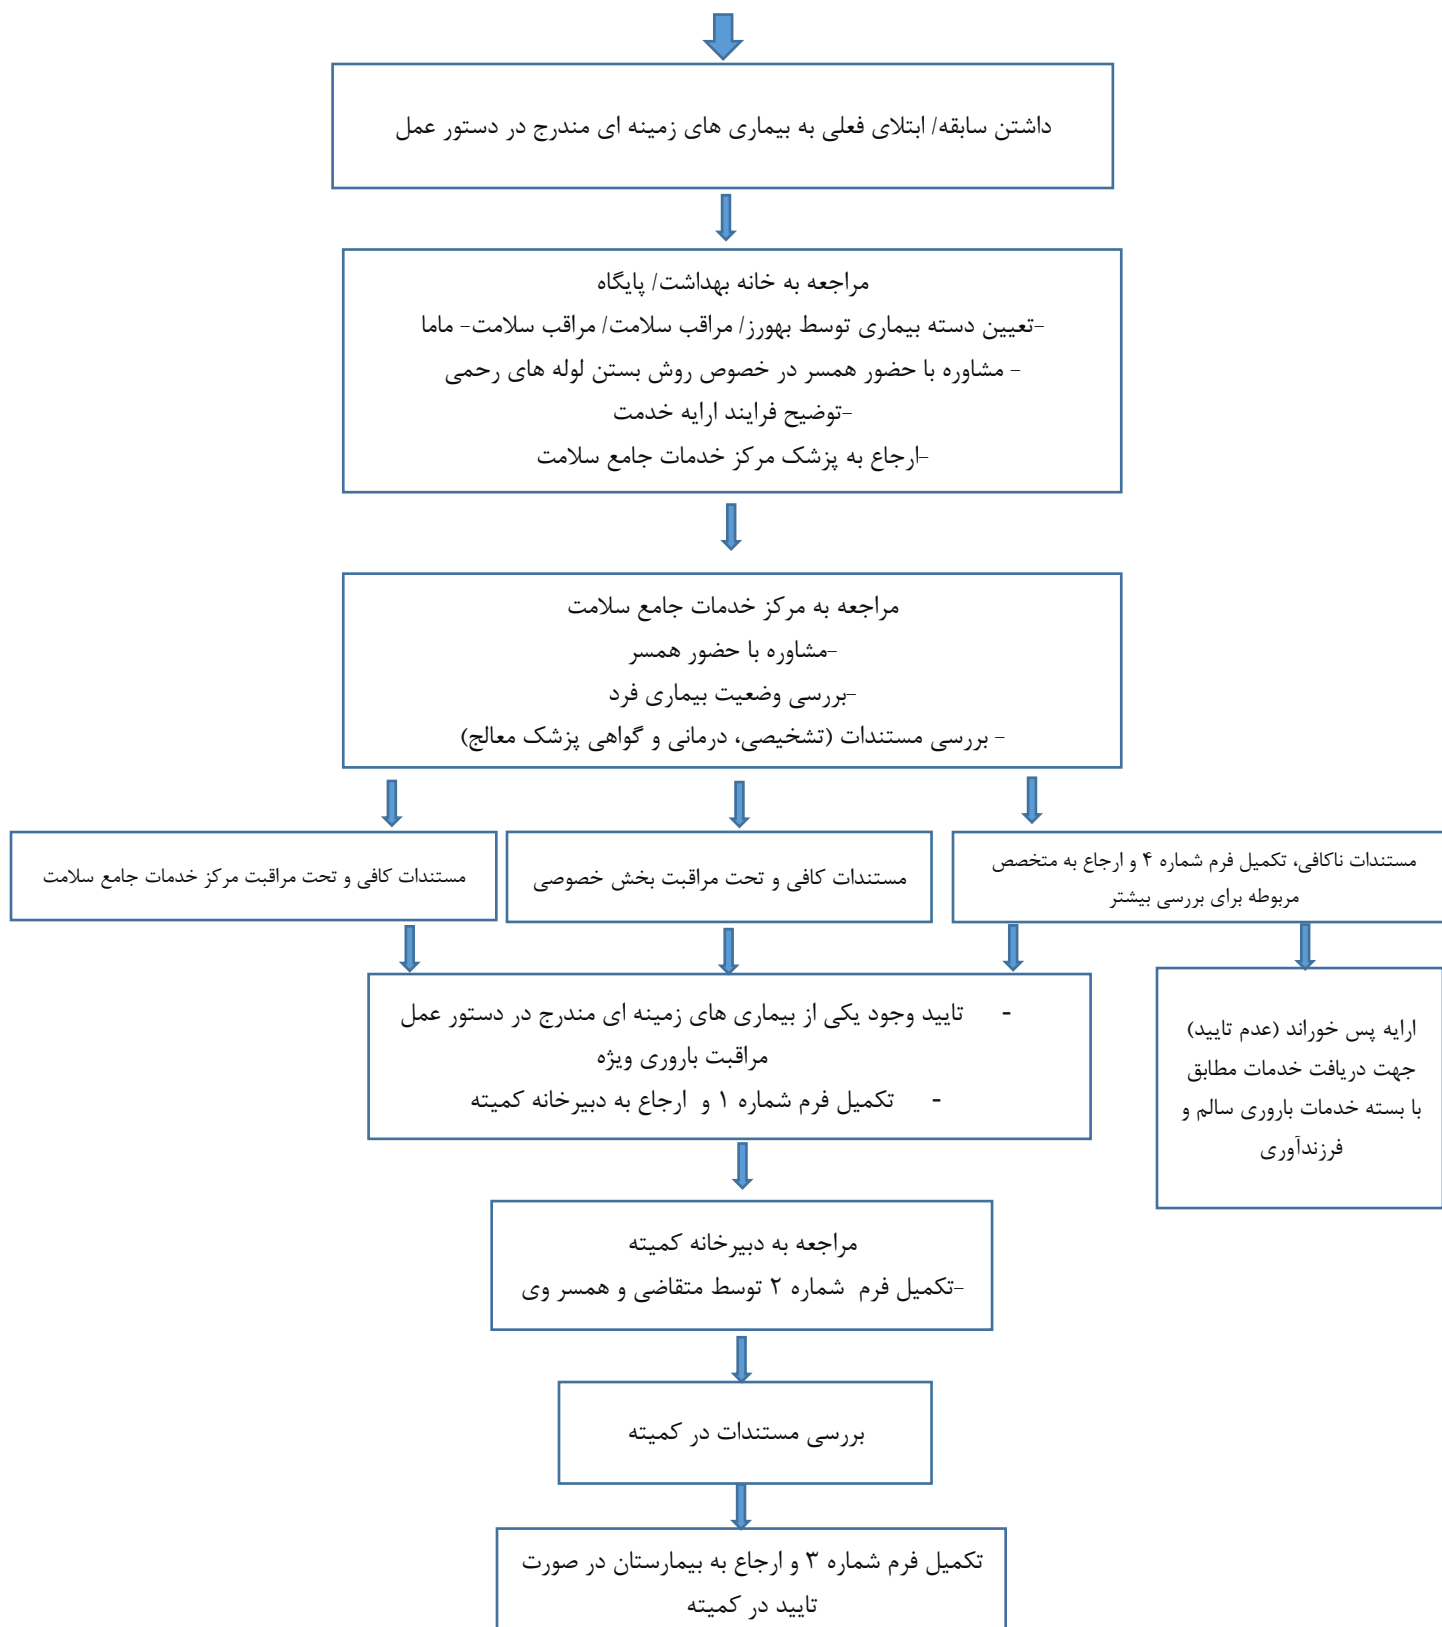 داشتن سابقه/ ابتلای فعلی به بیماری های زمینه ای مندرج در دستور عمل
مراجعه به خانه بهداشت/ پایگاه
-تعیین دسته بیماری توسط بهورز/ مراقب سلامت/ مراقب سلامت- ماما
- مشاوره با حضور همسر در خصوص روش بستن لوله های رحمی
-توضیح فرایند ارایه خدمت
-ارجاع به پزشک مرکز خدمات جامع سلامت
مراجعه به مرکز خدمات جامع سلامت
-مشاوره با حضور همسر
-بررسی وضعیت بیماری فرد
- بررسی مستندات (تشخیصی، درمانی و گواهی پزشک معالج)
مستندات ناکافی، تکمیل فرم شماره ۴ و ارجاع به متخصص
مربوطه برای بررسی بیشتر
مستندات کافی و تحت مراقبت بخش خصوصی
مستندات کافی و تحت مراقبت مرکز خدمات جامع سلامت
ارایه پس خوراند (عدم تایید)
جهت دریافت خدمات مطابق
با بسته خدمات باروری سالم و
فرزندآوری
- تایید وجود یکی از بیماری های زمینه ای مندرج در دستور عمل
مراقبت باروری ویژه
- تکمیل فرم شماره ۱ و ارجاع به دبیرخانه کمیته
مراجعه به دبیرخانه کمیته
-تکمیل فرم شماره ۲ توسط متقاضی و همسر وی
بررسی مستندات در کمیته
تکمیل فرم شماره ۳ و ارجاع به بیمارستان در صورت
تایید در کمیته